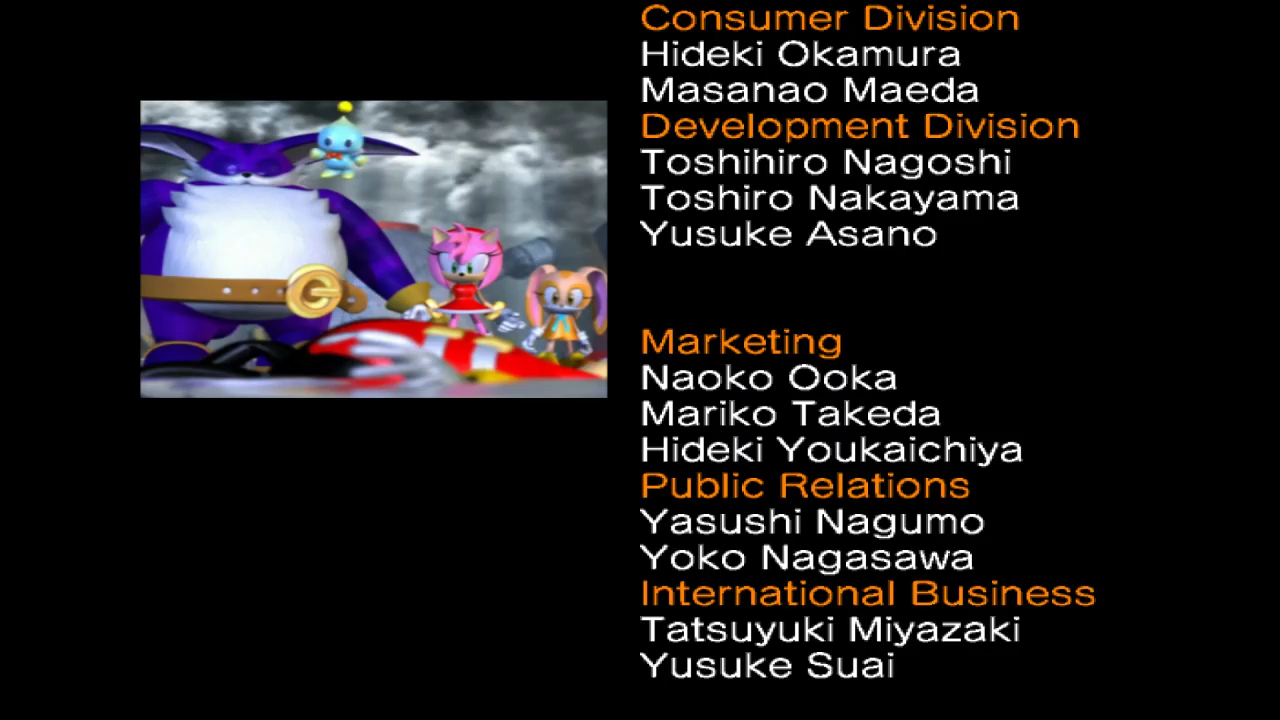 Consumer Division
Hideki Okamura
Masanao Maeda
Development Division
Toshihiro Nagoshi
Toshiro Nakayama
Yusuke Asano
Marketing
Naoko Ooka
Mariko Takeda
Hideki Youkaichiya
Public Relations
Yasushi Nagumo
Yoko Nagasawa
International Business
Tatsuyuki Miyazaki
Yusuke Suai